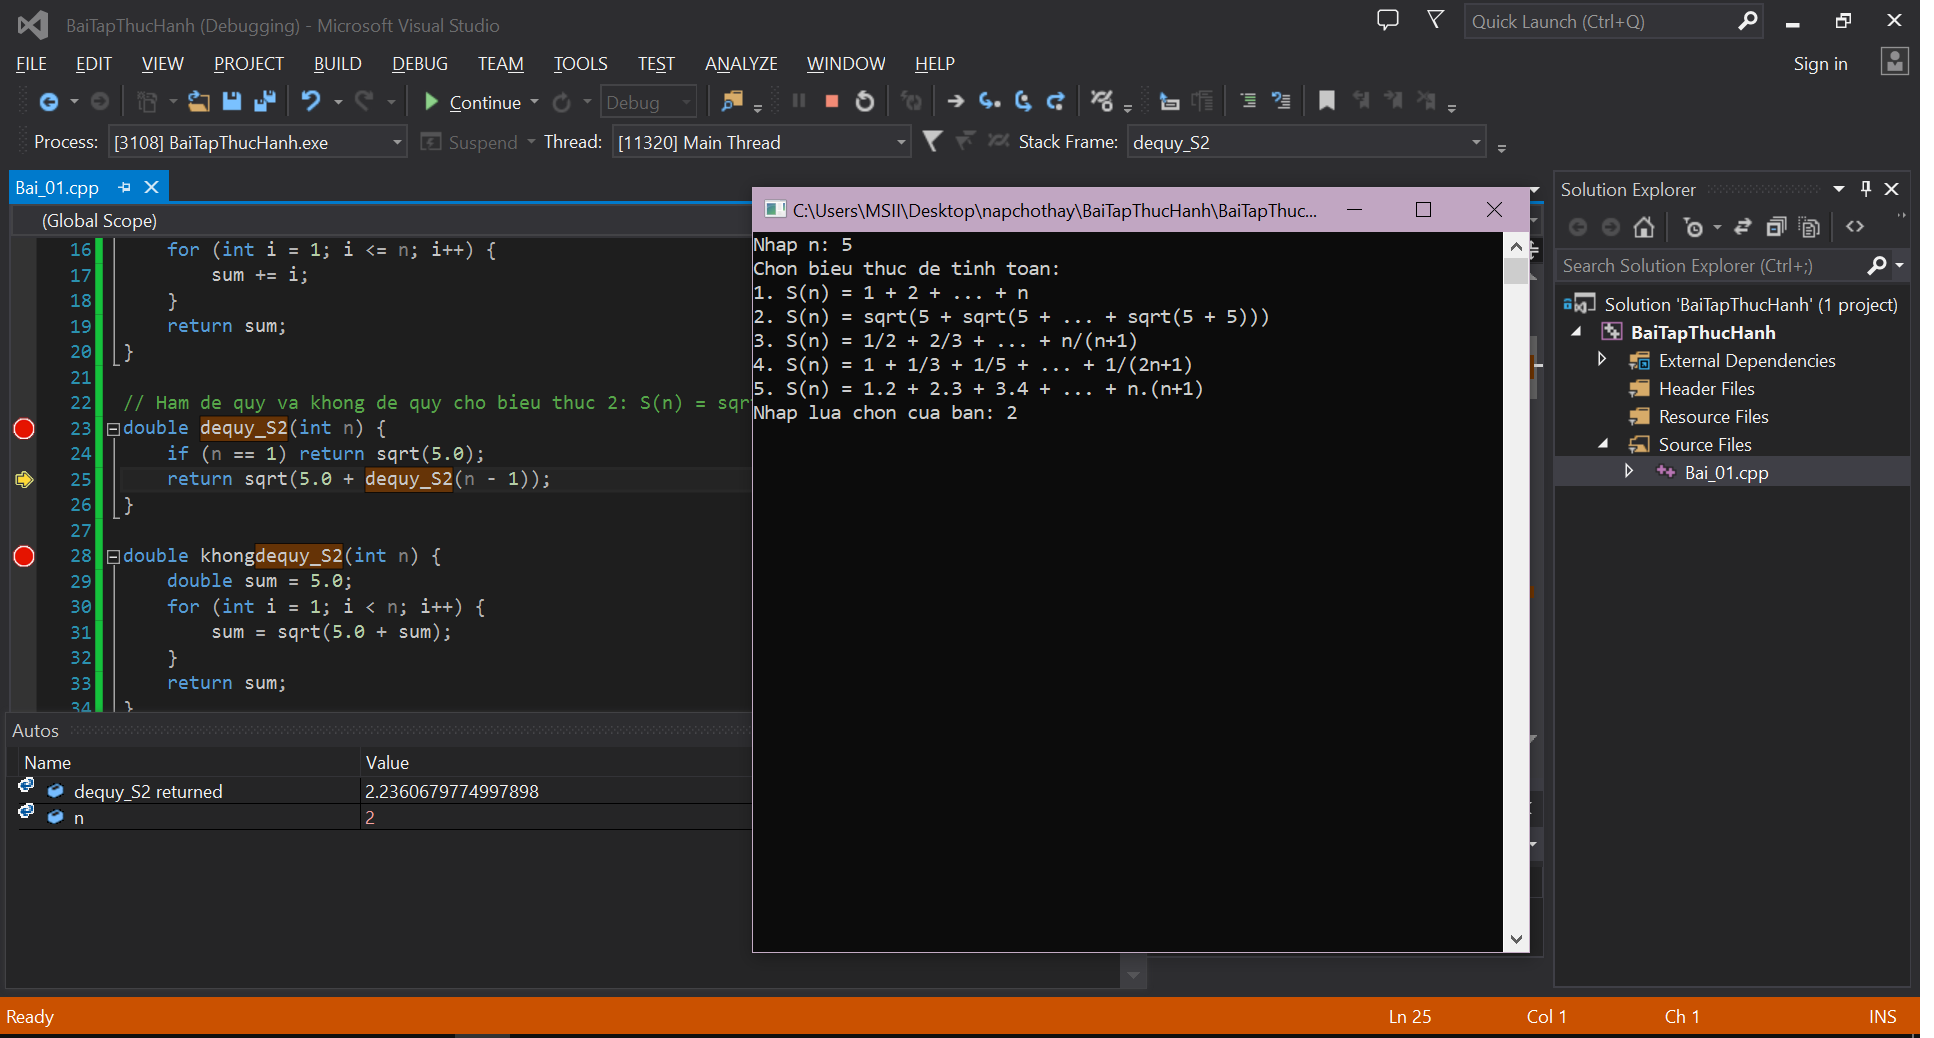 BaiTapThucHanh (Debugging) - Microsoft Visual Studio
Quick Launch (Ctrl+Q)
FILE EDIT VIEW PROJECT BUILD DEBUG TEAM TOOLS TEST ANALYZE WINDOW HELP
Sign in
Continue
Debug
Process: [3108] BaiTapThucHanh.exe
Suspend
Thread: [11320] Main Thread
Stack Frame: dequy_S2
Bai_01.cpp
(Global Scope)
16 for (int i = 1; i <= n; i++) {
17 sum += i;
18 }
19 return sum;
20 }
21
22 // Ham de quy va khong de quy cho bieu thuc 2: S(n) = sqr
23 double dequy_S2(int n) {
24 if (n == 1) return sqrt(5.0);
25 return sqrt(5.0 + dequy_S2(n - 1));
26 }
27
28 double khongdequy_S2(int n) {
29 double sum = 5.0;
30 for (int i = 1; i < n; i++) {
31 sum = sqrt(5.0 + sum);
32 }
33 return sum;
34 }
Autos
Name Value
dequy_S2 returned 2.2360679774997898
n 2
C:\Users\MSII\Desktop\napchothay\BaiTapThucHanh\BaiTapThuc...
Nhap n: 5
Chon bieu thuc de tinh toan:
1. S(n) = 1 + 2 + ... + n
2. S(n) = sqrt(5 + sqrt(5 + ... + sqrt(5 + 5)))
3. S(n) = 1/2 + 2/3 + ... + n/(n+1)
4. S(n) = 1 + 1/3 + 1/5 + ... + 1/(2n+1)
5. S(n) = 1.2 + 2.3 + 3.4 + ... + n.(n+1)
Nhap lua chon cua ban: 2
Solution Explorer
Search Solution Explorer (Ctrl+;)
Solution 'BaiTapThucHanh' (1 project)
BaiTapThucHanh
External Dependencies
Header Files
Resource Files
Source Files
Bai_01.cpp
Ready
Ln 25
Col 1
Ch 1
INS